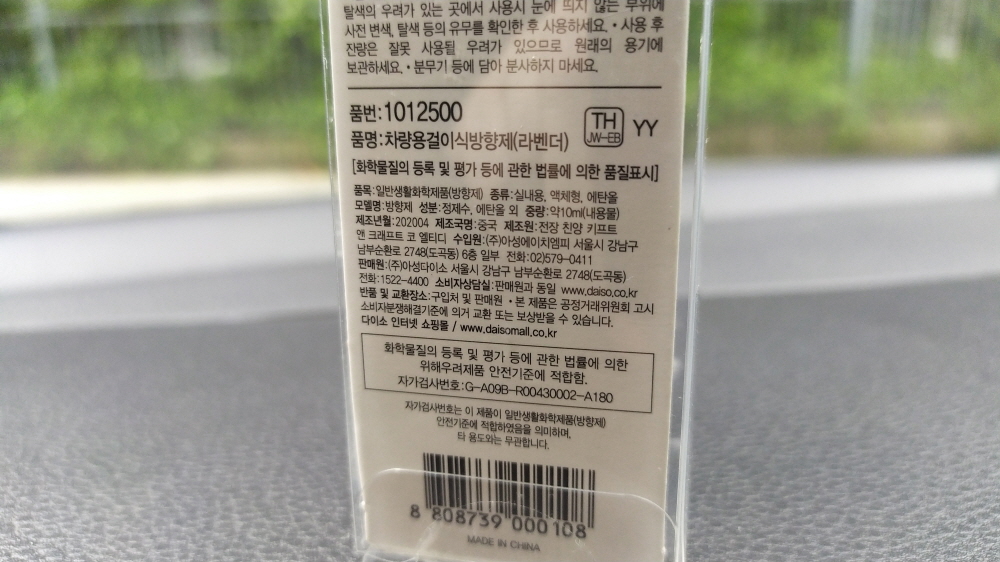 탈색의 우려가 있는 곳에서 사용시 눈에 띄지 않는 부위에
사전 변색, 탈색 등의 유무를 확인한 후 사용하세요. • 사용 후
잔량은 잘못 사용될 우려가 있으므로 원래의 용기에
보관하세요. • 분무기 등에 담아 분사하지 마세요.
품번:1012500
품명:차량용걸이식방향제(라벤더)
TH
JW-EB
YY
[화학물질의 등록 및 평가 등에 관한 법률에 의한 품질표시]
품목:일반생활화학제품(방향제) 종류:실내용, 액체형, 에탄올
모델명:방향제 성분:정제수, 에탄올 외 중량:약10ml(내용물)
제조년월:202004 제조국명:중국 제조원:전장 친양 키프트
앤 크래프트 코 엘티디 수입원:(주)아성에이치엠피 서울시 강남구
남부순환로 2748(도곡동) 6층 일부 전화:02)579-0411
판매원:(주)아성다이소 서울시 강남구 남부순환로 2748(도곡동)
전화:1522-4400 소비자상담실:판매원과 동일 www.daiso.co.kr
반품 및 교환장소:구입처 및 판매원 • 본 제품은 공정거래위원회 고시
소비자분쟁해결기준에 의거 교환 또는 보상받을 수 있습니다.
다이소 인터넷 쇼핑몰 / www.daisomall.co.kr
화학물질의 등록 및 평가 등에 관한 법률에 의한
위해우려제품 안전기준에 적합함.
자가검사번호:G-A09B-R00430002-A180
자가검사번호는 이 제품이 일반생활화학제품(방향제)
안전기준에 적합하였음을 의미하며,
타 용도와는 무관합니다.
8 808739 000108
MADE IN CHINA